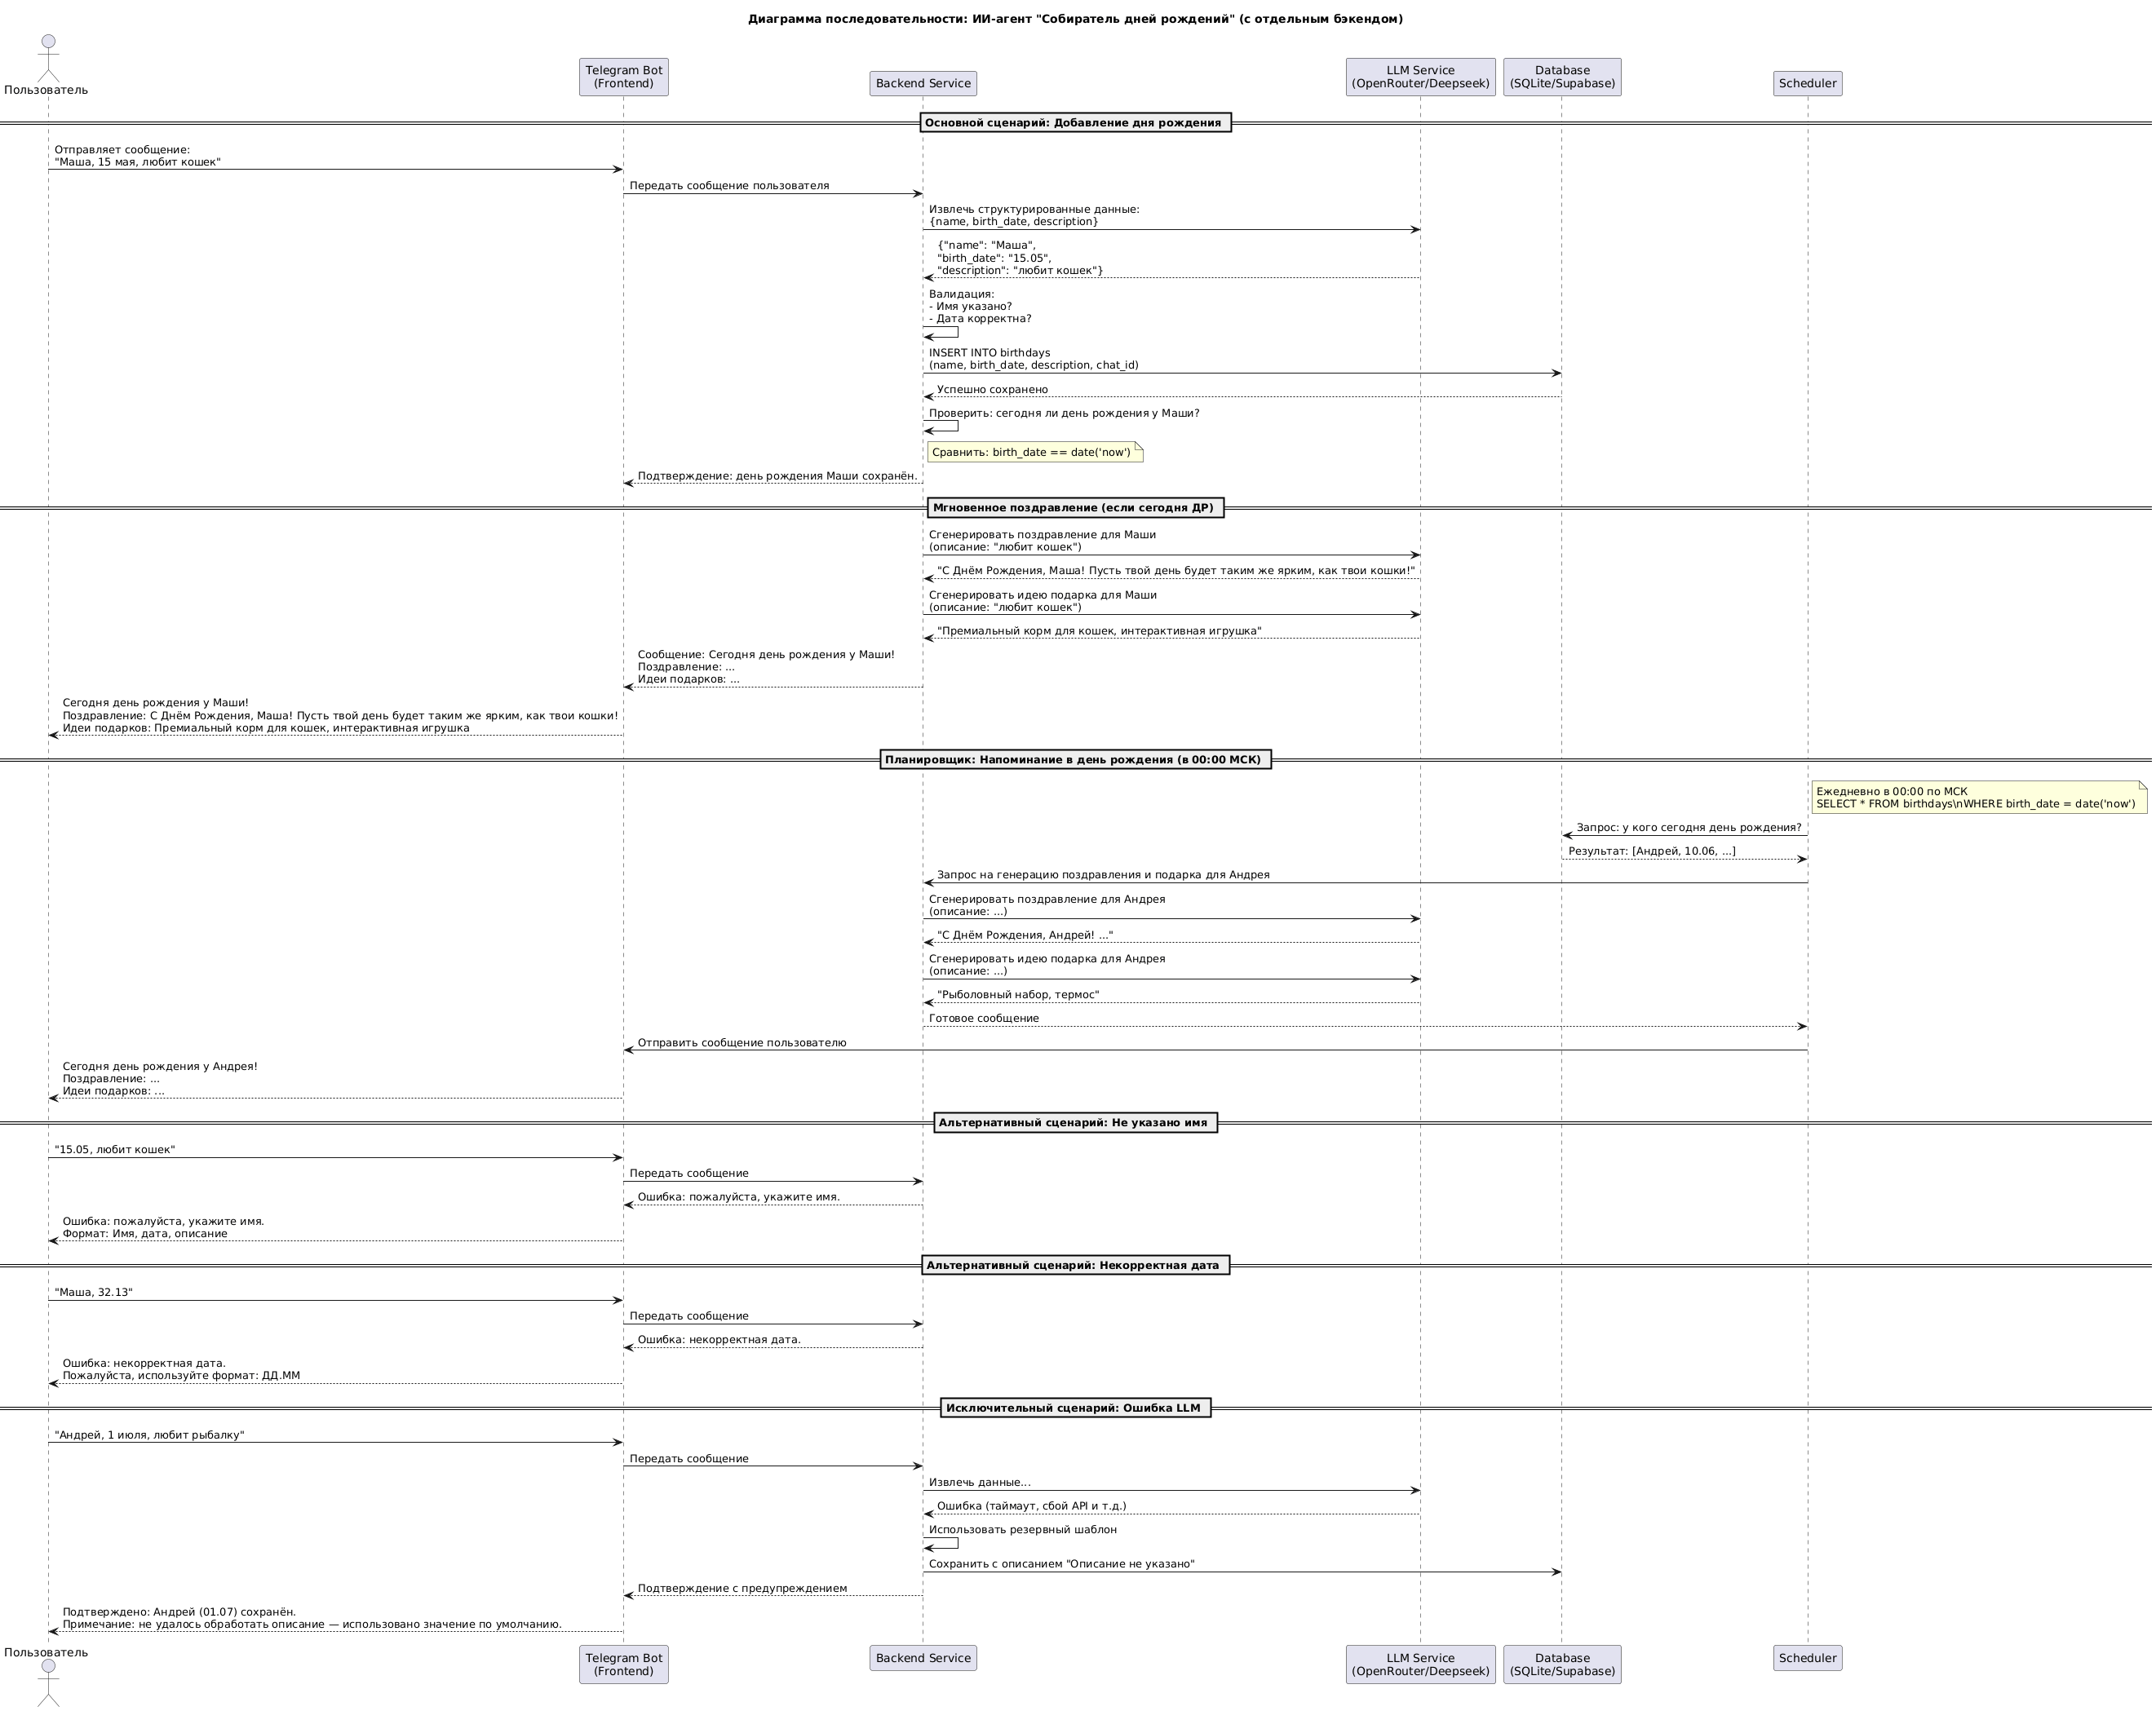 Диаграмма последовательности: ИИ-агент "Собиратель дней рождений" (с отдельным бэкендом)
Пользователь
Telegram Bot
(Frontend)
Backend Service
LLM Service
(OpenRouter/Deepseek)
Database
(SQLite/Supabase)
Scheduler
Основной сценарий: Добавление дня рождения
Отправляет сообщение:
"Маша, 15 мая, любит кошек"
Передать сообщение пользователя
Извлечь структурированные данные:
{name, birth_date, description}
{"name": "Маша",
"birth_date": "15.05",
"description": "любит кошек"}
Валидация:
- Имя указано?
- Дата корректна?
INSERT INTO birthdays
(name, birth_date, description, chat_id)
Успешно сохранено
Проверить: сегодня ли день рождения у Маши?
Сравнить: birth_date == date('now')
Подтверждение: день рождения Маши сохранён.
Мгновенное поздравление (если сегодня ДР)
Сгенерировать поздравление для Маши
(описание: "любит кошек")
"С Днём Рождения, Маша! Пусть твой день будет таким же ярким, как твои кошки!"
Сгенерировать идею подарка для Маши
(описание: "любит кошек")
"Премиальный корм для кошек, интерактивная игрушка"
Сообщение: Сегодня день рождения у Маши!
Поздравление: ...
Идеи подарков: ...
Сегодня день рождения у Маши!
Поздравление: С Днём Рождения, Маша! Пусть твой день будет таким же ярким, как твои кошки!
Идеи подарков: Премиальный корм для кошек, интерактивная игрушка
Планировщик: Напоминание в день рождения (в 00:00 МСК)
Ежедневно в 00:00 по МСК
SELECT * FROM birthdays\nWHERE birth_date = date('now')
Запрос: у кого сегодня день рождения?
Результат: [Андрей, 10.06, ...]
Запрос на генерацию поздравления и подарка для Андрея
Сгенерировать поздравление для Андрея
(описание: ...)
"С Днём Рождения, Андрей! ..."
Сгенерировать идею подарка для Андрея
(описание: ...)
"Рыболовный набор, термос"
Готовое сообщение
Отправить сообщение пользователю
Сегодня день рождения у Андрея!
Поздравление: ...
Идеи подарков: ...
Альтернативный сценарий: Не указано имя
"15.05, любит кошек"
Передать сообщение
Ошибка: пожалуйста, укажите имя.
Ошибка: пожалуйста, укажите имя.
Формат: Имя, дата, описание
Альтернативный сценарий: Некорректная дата
"Маша, 32.13"
Передать сообщение
Ошибка: некорректная дата.
Ошибка: некорректная дата.
Пожалуйста, используйте формат: ДД.ММ
Исключительный сценарий: Ошибка LLM
"Андрей, 1 июля, любит рыбалку"
Передать сообщение
Извлечь данные...
Ошибка (таймаут, сбой API и т.д.)
Использовать резервный шаблон
Сохранить с описанием "Описание не указано"
Подтверждение с предупреждением
Подтверждено: Андрей (01.07) сохранён.
Примечание: не удалось обработать описание — использовано значение по умолчанию.
Пользователь
Telegram Bot
(Frontend)
Backend Service
LLM Service
(OpenRouter/Deepseek)
Database
(SQLite/Supabase)
Scheduler